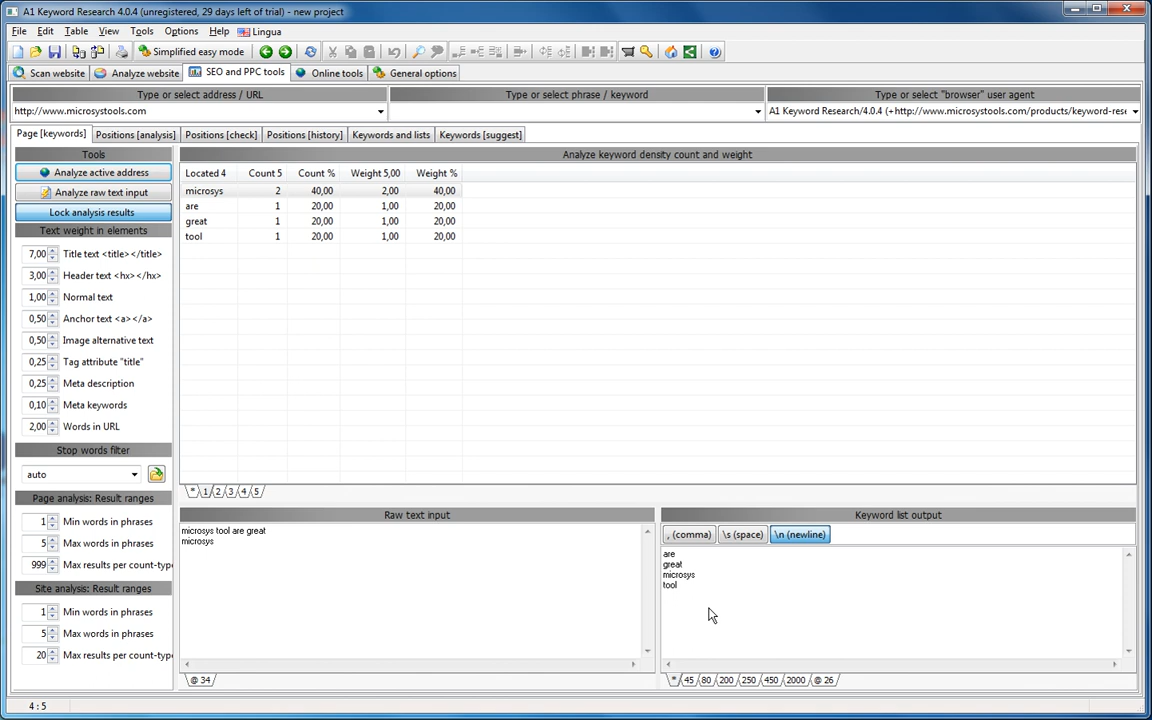 A1 Keyword Research 4.0.4 (unregistered, 29 days left of trial) - new project
File Edit Table View Tools Options Help Lingua
Simplified easy mode
Scan website Analyze website SEO and PPC tools Online tools General options
Type or select address / URL Type or select phrase / keyword Type or select "browser" user agent
http://www.microsystools.com A1 Keyword Research/4.0.4 (+http://www.microsystools.com/products/keyword-rese
Page [keywords] Positions [analysis] Positions [check] Positions [history] Keywords and lists Keywords [suggest]
Tools Analyze keyword density count and weight
Analyze active address Located 4 Count 5 Count % Weight 5,00 Weight %
Analyze raw text input microsys 2 40,00 2,00 40,00
are 1 20,00 1,00 20,00
Lock analysis results great 1 20,00 1,00 20,00
Text weight in elements tool 1 20,00 1,00 20,00
7,00 Title text <title></title>
3,00 Header text <hx></hx>
1,00 Normal text
0,50 Anchor text <a></a>
0,50 Image alternative text
0,25 Tag attribute "title"
0,25 Meta description
0,10 Meta keywords
2,00 Words in URL
Stop words filter
auto
* 1 2 3 4 5
Page analysis: Result ranges
1 Min words in phrases
5 Max words in phrases
999 Max results per count-type
Site analysis: Result ranges
1 Min words in phrases
5 Max words in phrases
20 Max results per count-type
Raw text input
microsys tool are great
microsys
@ 34
Keyword list output
, (comma) \s (space) \n (newline)
are
great
microsys
tool
* 45 80 200 250 450 2000 @ 26
4 : 5